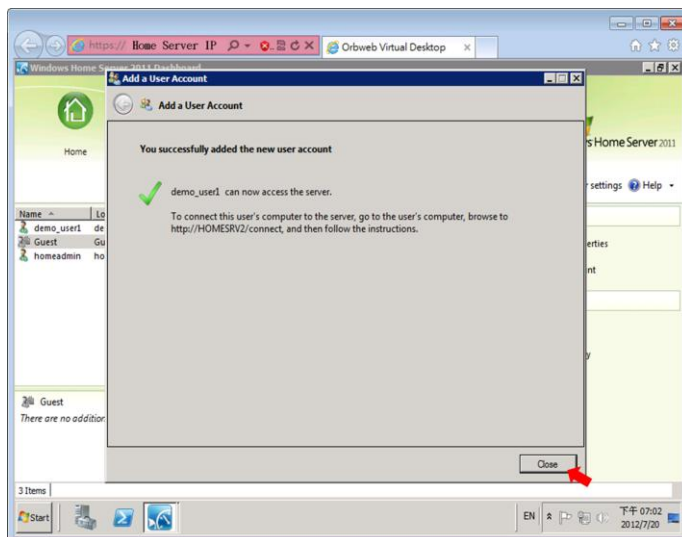 https:// Home Server IP
Orbweb Virtual Desktop
Windows Home Server 2011 Dashboard
Add a User Account
Add a User Account
Home
You successfully added the new user account
s Home Server 2011
demo_user1 can now access the server.
settings Help
To connect this user's computer to the server, go to the user's computer, browse to
http://HOMESRV2/connect, and then follow the instructions.
Name Lo
demo_user1 de
Guest Gu
homeadmin ho
erties
nt
y
Guest
There are no addition
Close
3 Items
Start
EN
下午 07:02
2012/7/20